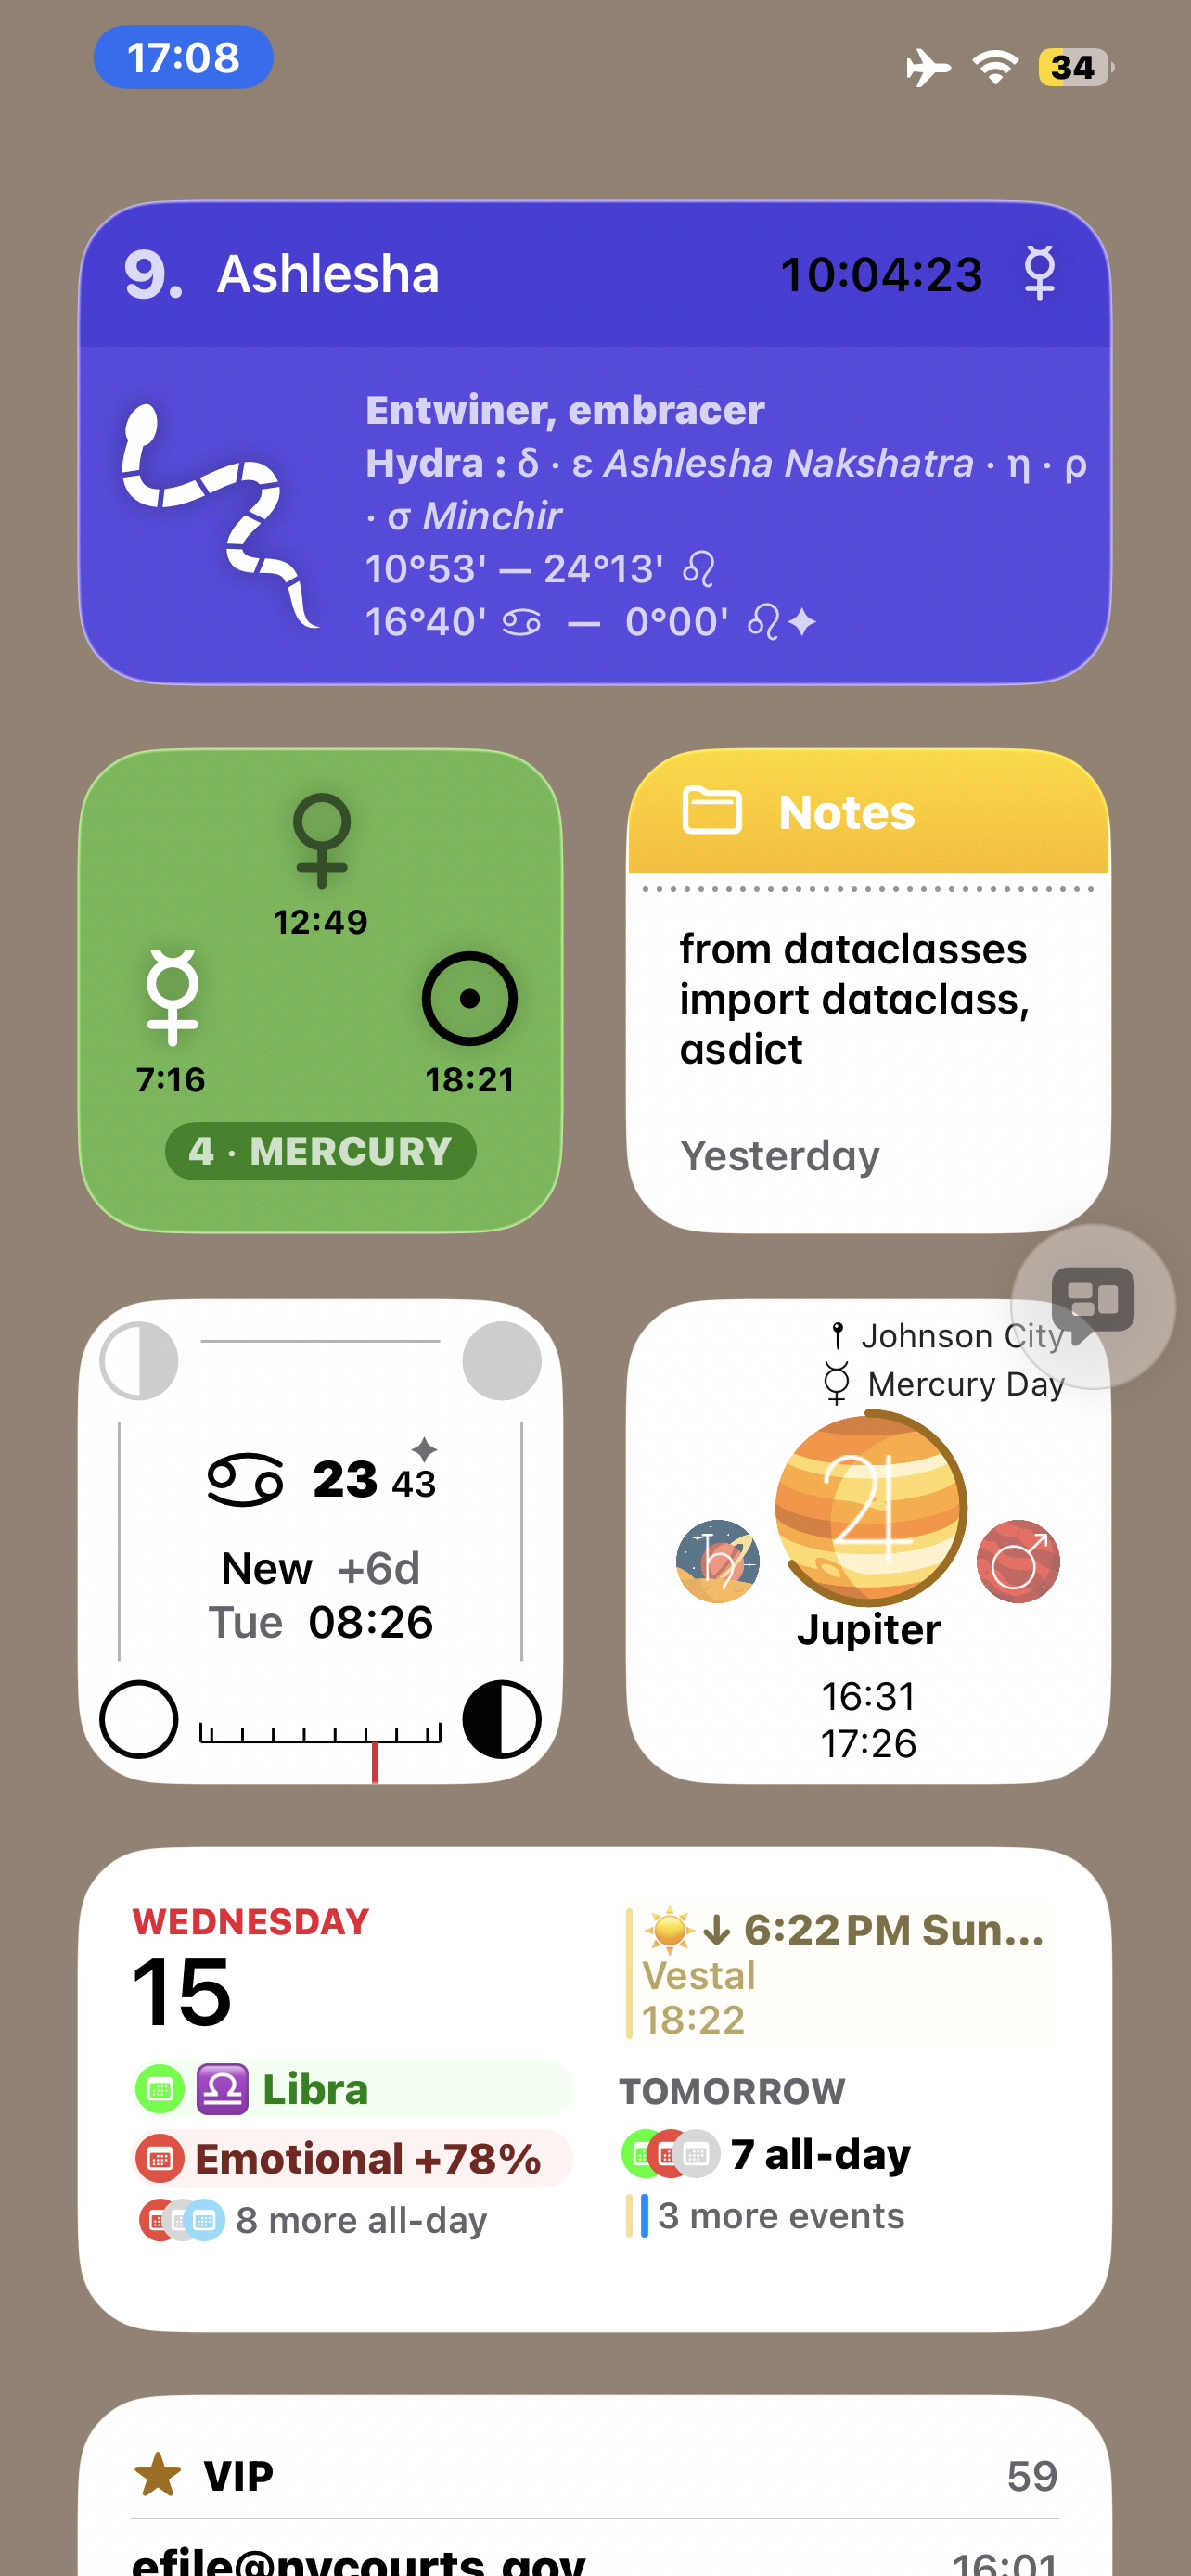 17:08
34
9. Ashlesha 10:04:23 ☿
Entwiner, embracer
Hydra : δ · ε Ashlesha Nakshatra · η · ρ
· σ Minchir
10°53' — 24°13' ♌
16°40' ♋ — 0°00' ♌✦
♀
12:49
☿ ☉
7:16 18:21
4 · MERCURY
Notes
from dataclasses
import dataclass,
asdict
Yesterday
♋ 23 43
New +6d
Tue 08:26
Johnson City
☿ Mercury Day
♄ ♃ ♂
Jupiter
16:31
17:26
WEDNESDAY
15
♎ Libra
Emotional +78%
8 more all-day
↓ 6:22 PM Sun...
Vestal
18:22
TOMORROW
7 all-day
3 more events
VIP 59
efile@nycourts.gov 16:01